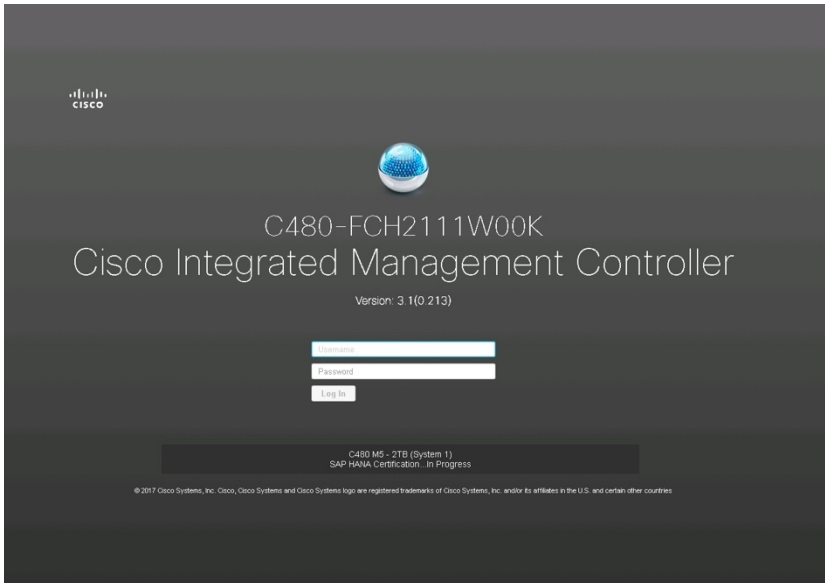 CISCO
C480-FCH2111W00K
Cisco Integrated Management Controller
Version: 3.1(0.213)
Username
Password
Log In
C480 M5 - 2TB (System 1)
SAP HANA Certification...In Progress
© 2017 Cisco Systems, Inc. Cisco, Cisco Systems and Cisco Systems logo are registered trademarks of Cisco Systems, Inc. and/or its affiliates in the U.S. and certain other countries